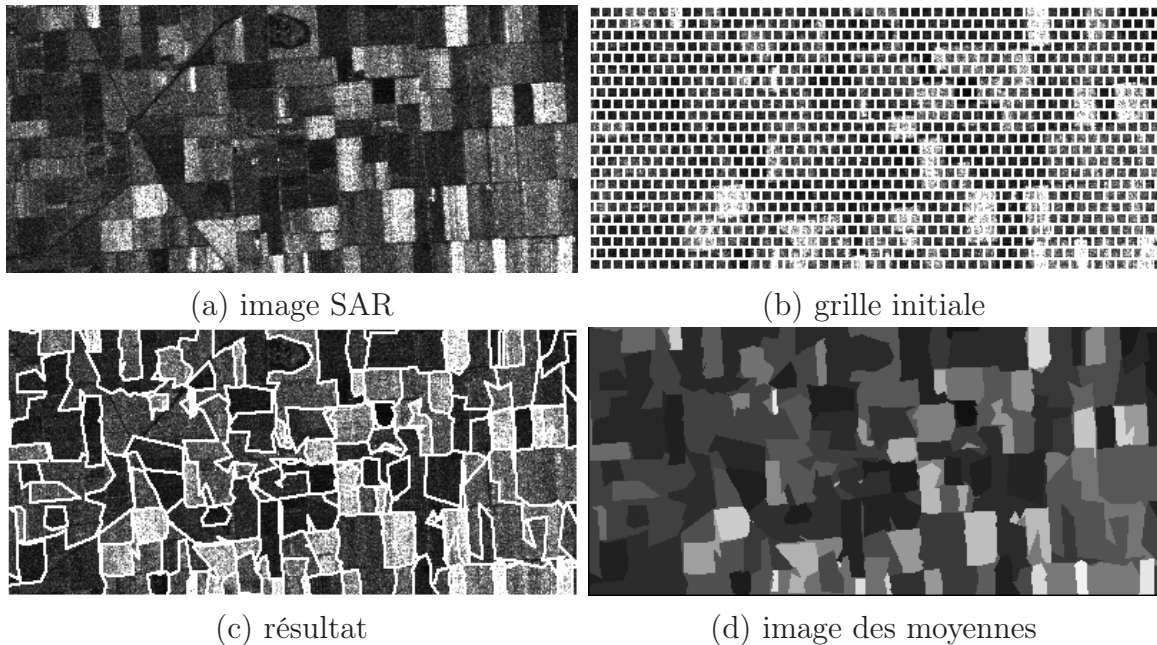 (a) image SAR
(b) grille initiale
(c) résultat
(d) image des moyennes